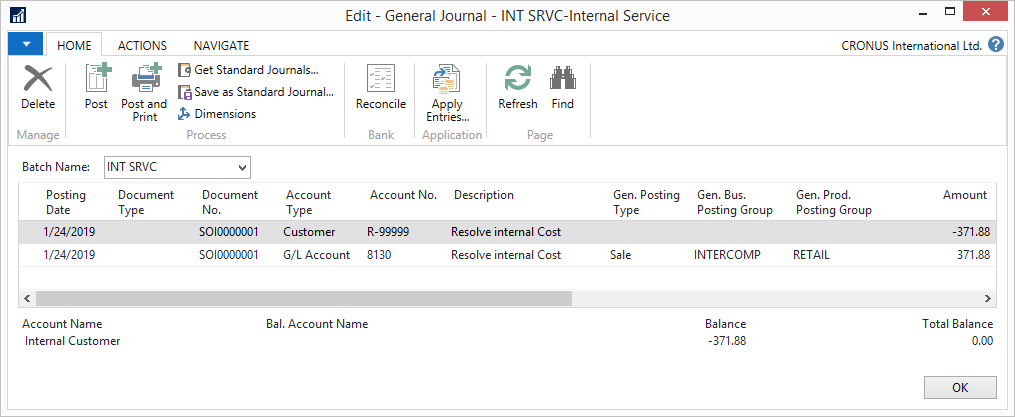 Edit - General Journal - INT SRVC-Internal Service
HOME ACTIONS NAVIGATE CRONUS International Ltd. ?
Delete
Post
Post and Print
Get Standard Journals...
Save as Standard Journal...
Dimensions
Reconcile
Apply Entries...
Refresh
Find
Manage Process Bank Application Page
Batch Name: INT SRVC
Posting Date Document Type Document No. Account Type Account No. Description Gen. Posting Type Gen. Bus. Posting Group Gen. Prod. Posting Group Amount
1/24/2019 SOI0000001 Customer R-99999 Resolve internal Cost -371.88
1/24/2019 SOI0000001 G/L Account 8130 Resolve internal Cost Sale INTERCOMP RETAIL 371.88
Account Name Bal. Account Name Balance Total Balance
Internal Customer -371.88 0.00
OK